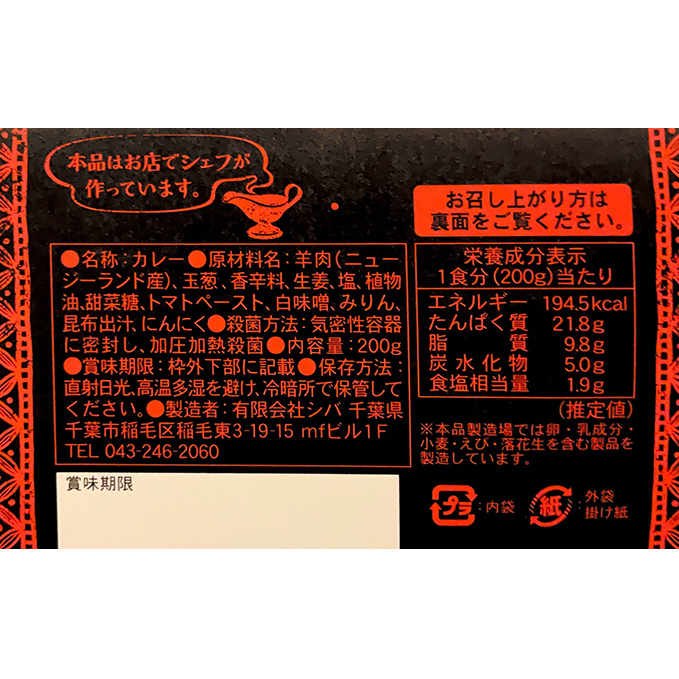 本品はお店でシェフが
作っています。
お召し上がり方は
裏面をご覧ください。
●名称：カレー●原材料名：羊肉（ニュー
ジーランド産）、玉葱、香辛料、生姜、塩、植物
油、甜菜糖、トマトペースト、白味噌、みりん、
昆布出汁、にんにく●殺菌方法：気密性容器
に密封し、加圧加熱殺菌●内容量：200g
●賞味期限：枠外下部に記載●保存方法：
直射日光、高温多湿を避け、冷暗所で保管して
ください。●製造者：有限会社シバ 千葉県
千葉市稲毛区稲毛東3-19-15 mfビル1F
TEL 043-246-2060
賞味期限
栄養成分表示
1食分（200g）当たり
エネルギー 194.5kcal
たんぱく質 21.8g
脂質 9.8g
炭水化物 5.0g
食塩相当量 1.9g
（推定値）
※本品製造場では卵・乳成分・
小麦・えび・落花生を含む製品を
製造しています。
プラ：内袋
紙：外袋
掛け紙